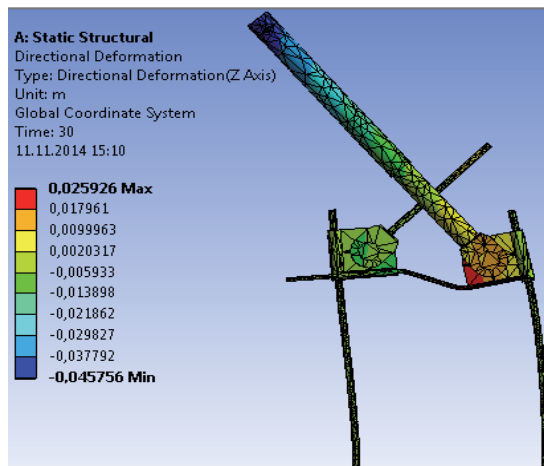 A: Static Structural
Directional Deformation
Type: Directional Deformation(Z Axis)
Unit: m
Global Coordinate System
Time: 30
11.11.2014 15:10
0,025926 Max
0,017961
0,0099963
0,0020317
-0,005933
-0,013898
-0,021862
-0,029827
-0,037792
-0,045756 Min